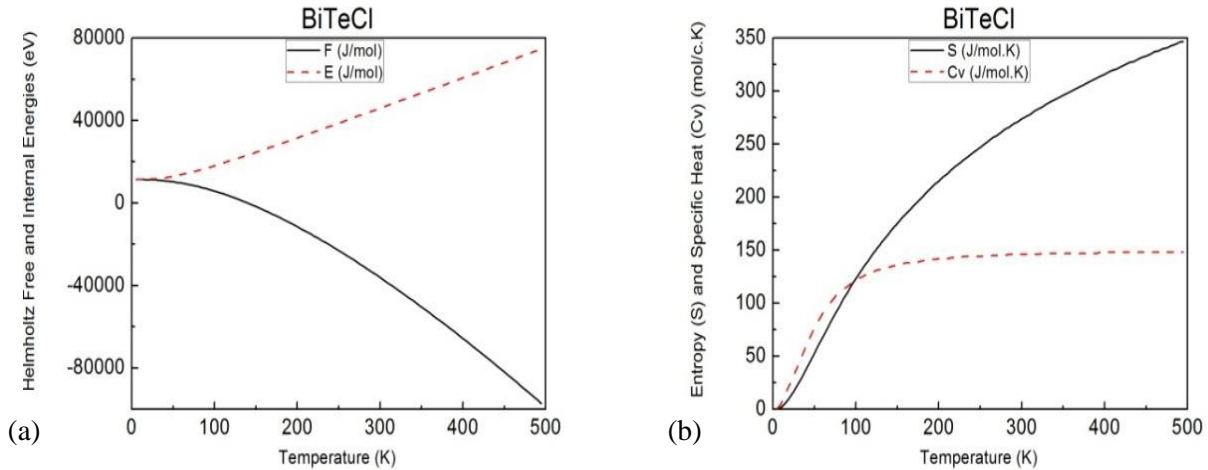 BiTeCl
Helmholtz Free and Internal Energies (eV)
F (J/mol)
E (J/mol)
80000
40000
0
-40000
-80000
0 100 200 300 400 500
Temperature (K)
(a)
BiTeCl
Entropy (S) and Specific Heat (Cv) (mol/c.K)
S (J/mol.K)
Cv (J/mol.K)
350
300
250
200
150
100
50
0
0 100 200 300 400 500
Temperature (K)
(b)